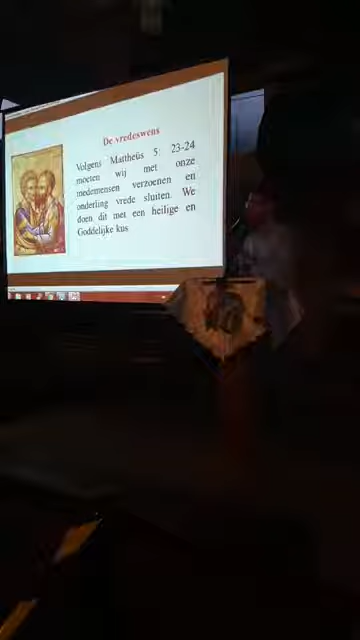 De vredeswens
Volgens Mattheüs 5: 23-24
moeten wij met onze
medemensen verzoenen en
onderling vrede sluiten. We
doen dit met een heilige en
Goddelijke kus